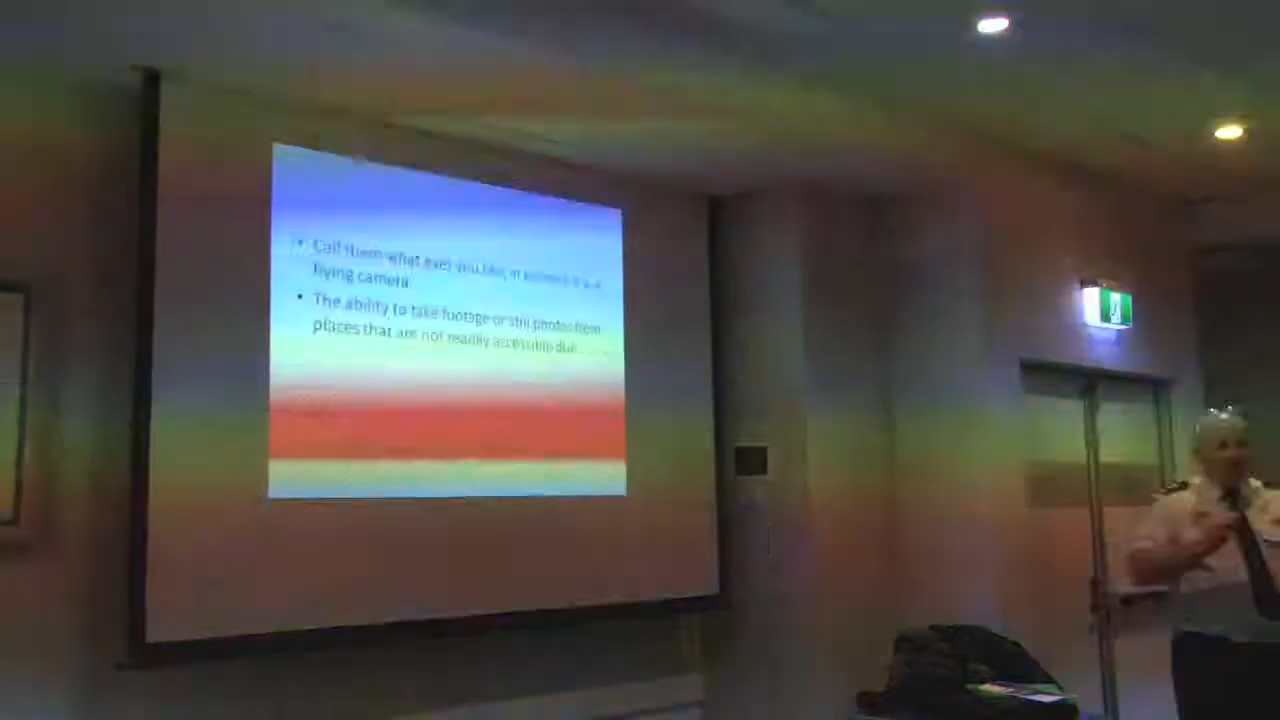 • Call them what ever you like, in
flying camera
• The ability to take footage or still photos from
places that are not readily accessible due